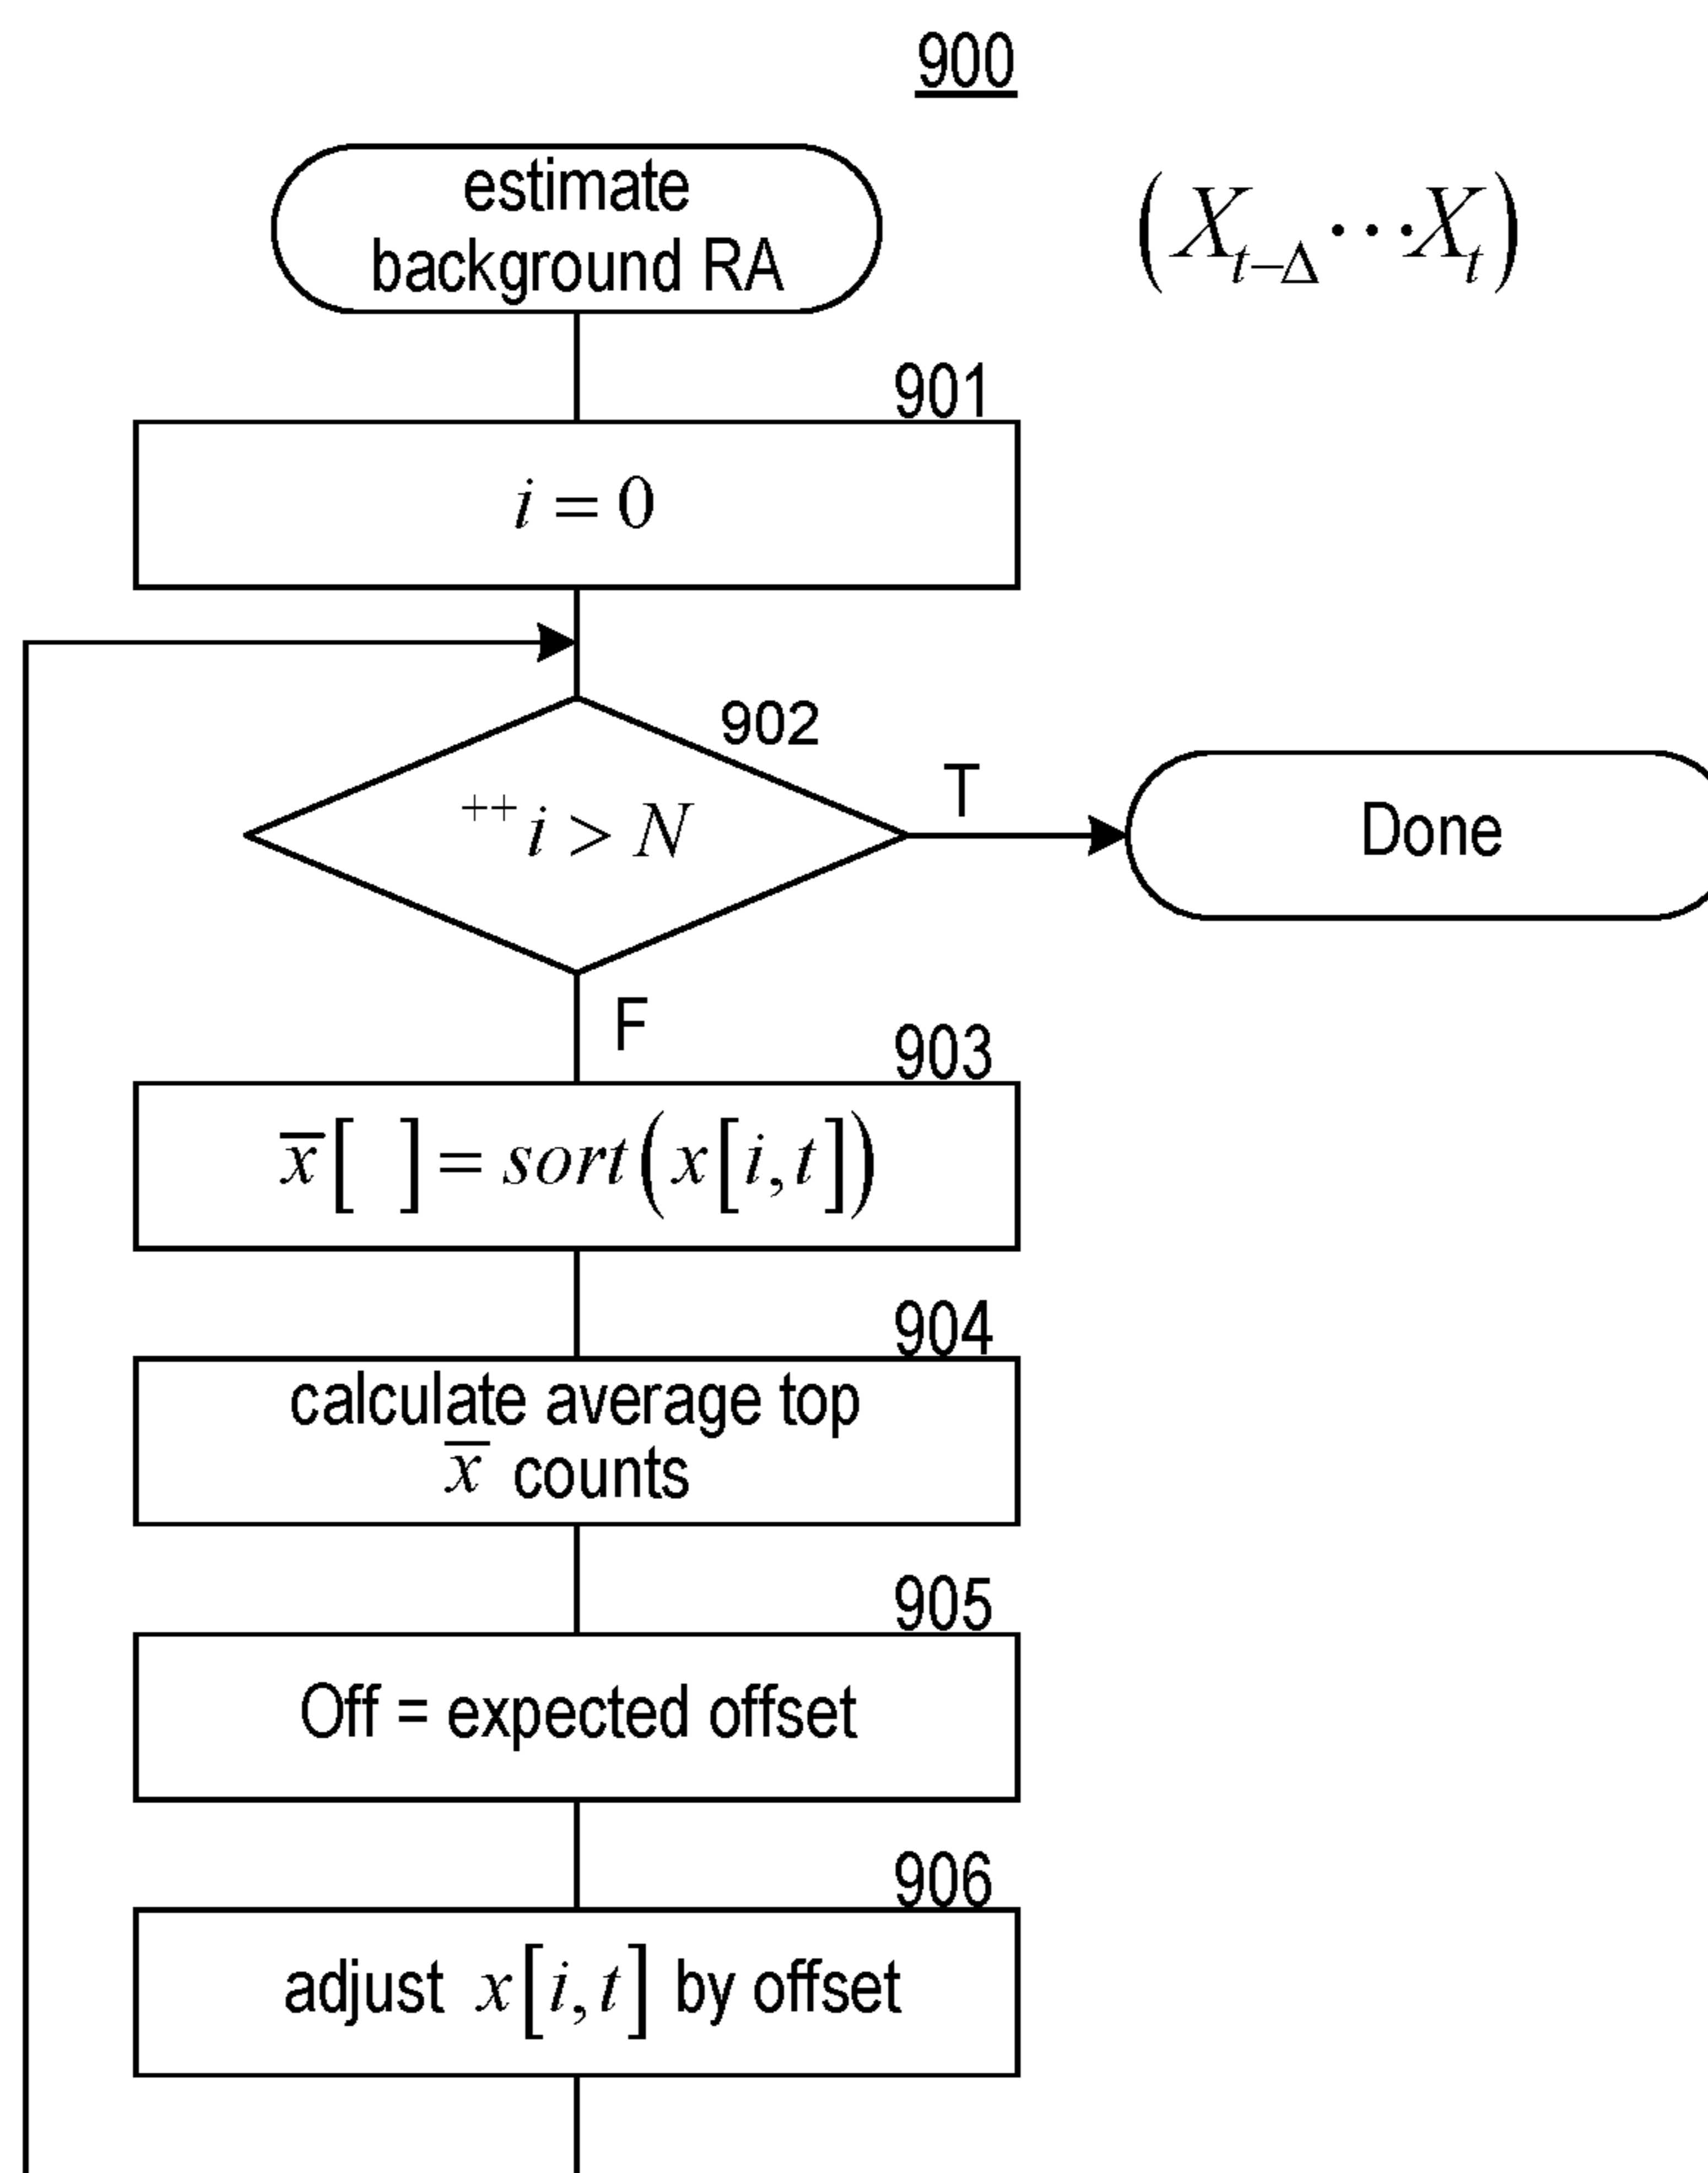 900
estimate
background RA
(X_{t−Δ}···X_t)
901
i = 0
902
++i > N
T
Done
F
903
x̅[ ] = sort(x[i,t])
904
calculate average top
x̅ counts
905
Off = expected offset
906
adjust x[i,t] by offset